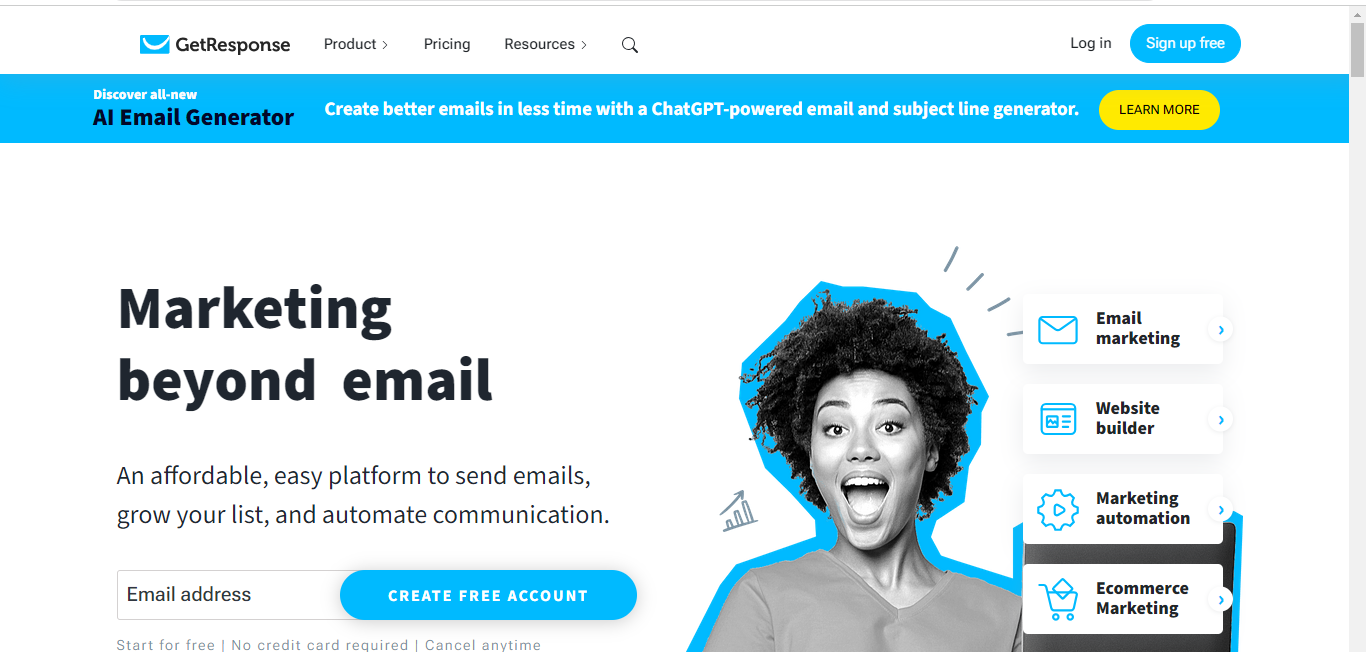 GetResponse
Product
Pricing
Resources
Log in
Sign up free
Discover all-new
AI Email Generator
Create better emails in less time with a ChatGPT-powered email and subject line generator.
LEARN MORE
Marketing
beyond email
An affordable, easy platform to send emails,
grow your list, and automate communication.
Email address
CREATE FREE ACCOUNT
Start for free | No credit card required | Cancel anytime
Email
marketing
Website
builder
Marketing
automation
Ecommerce
Marketing